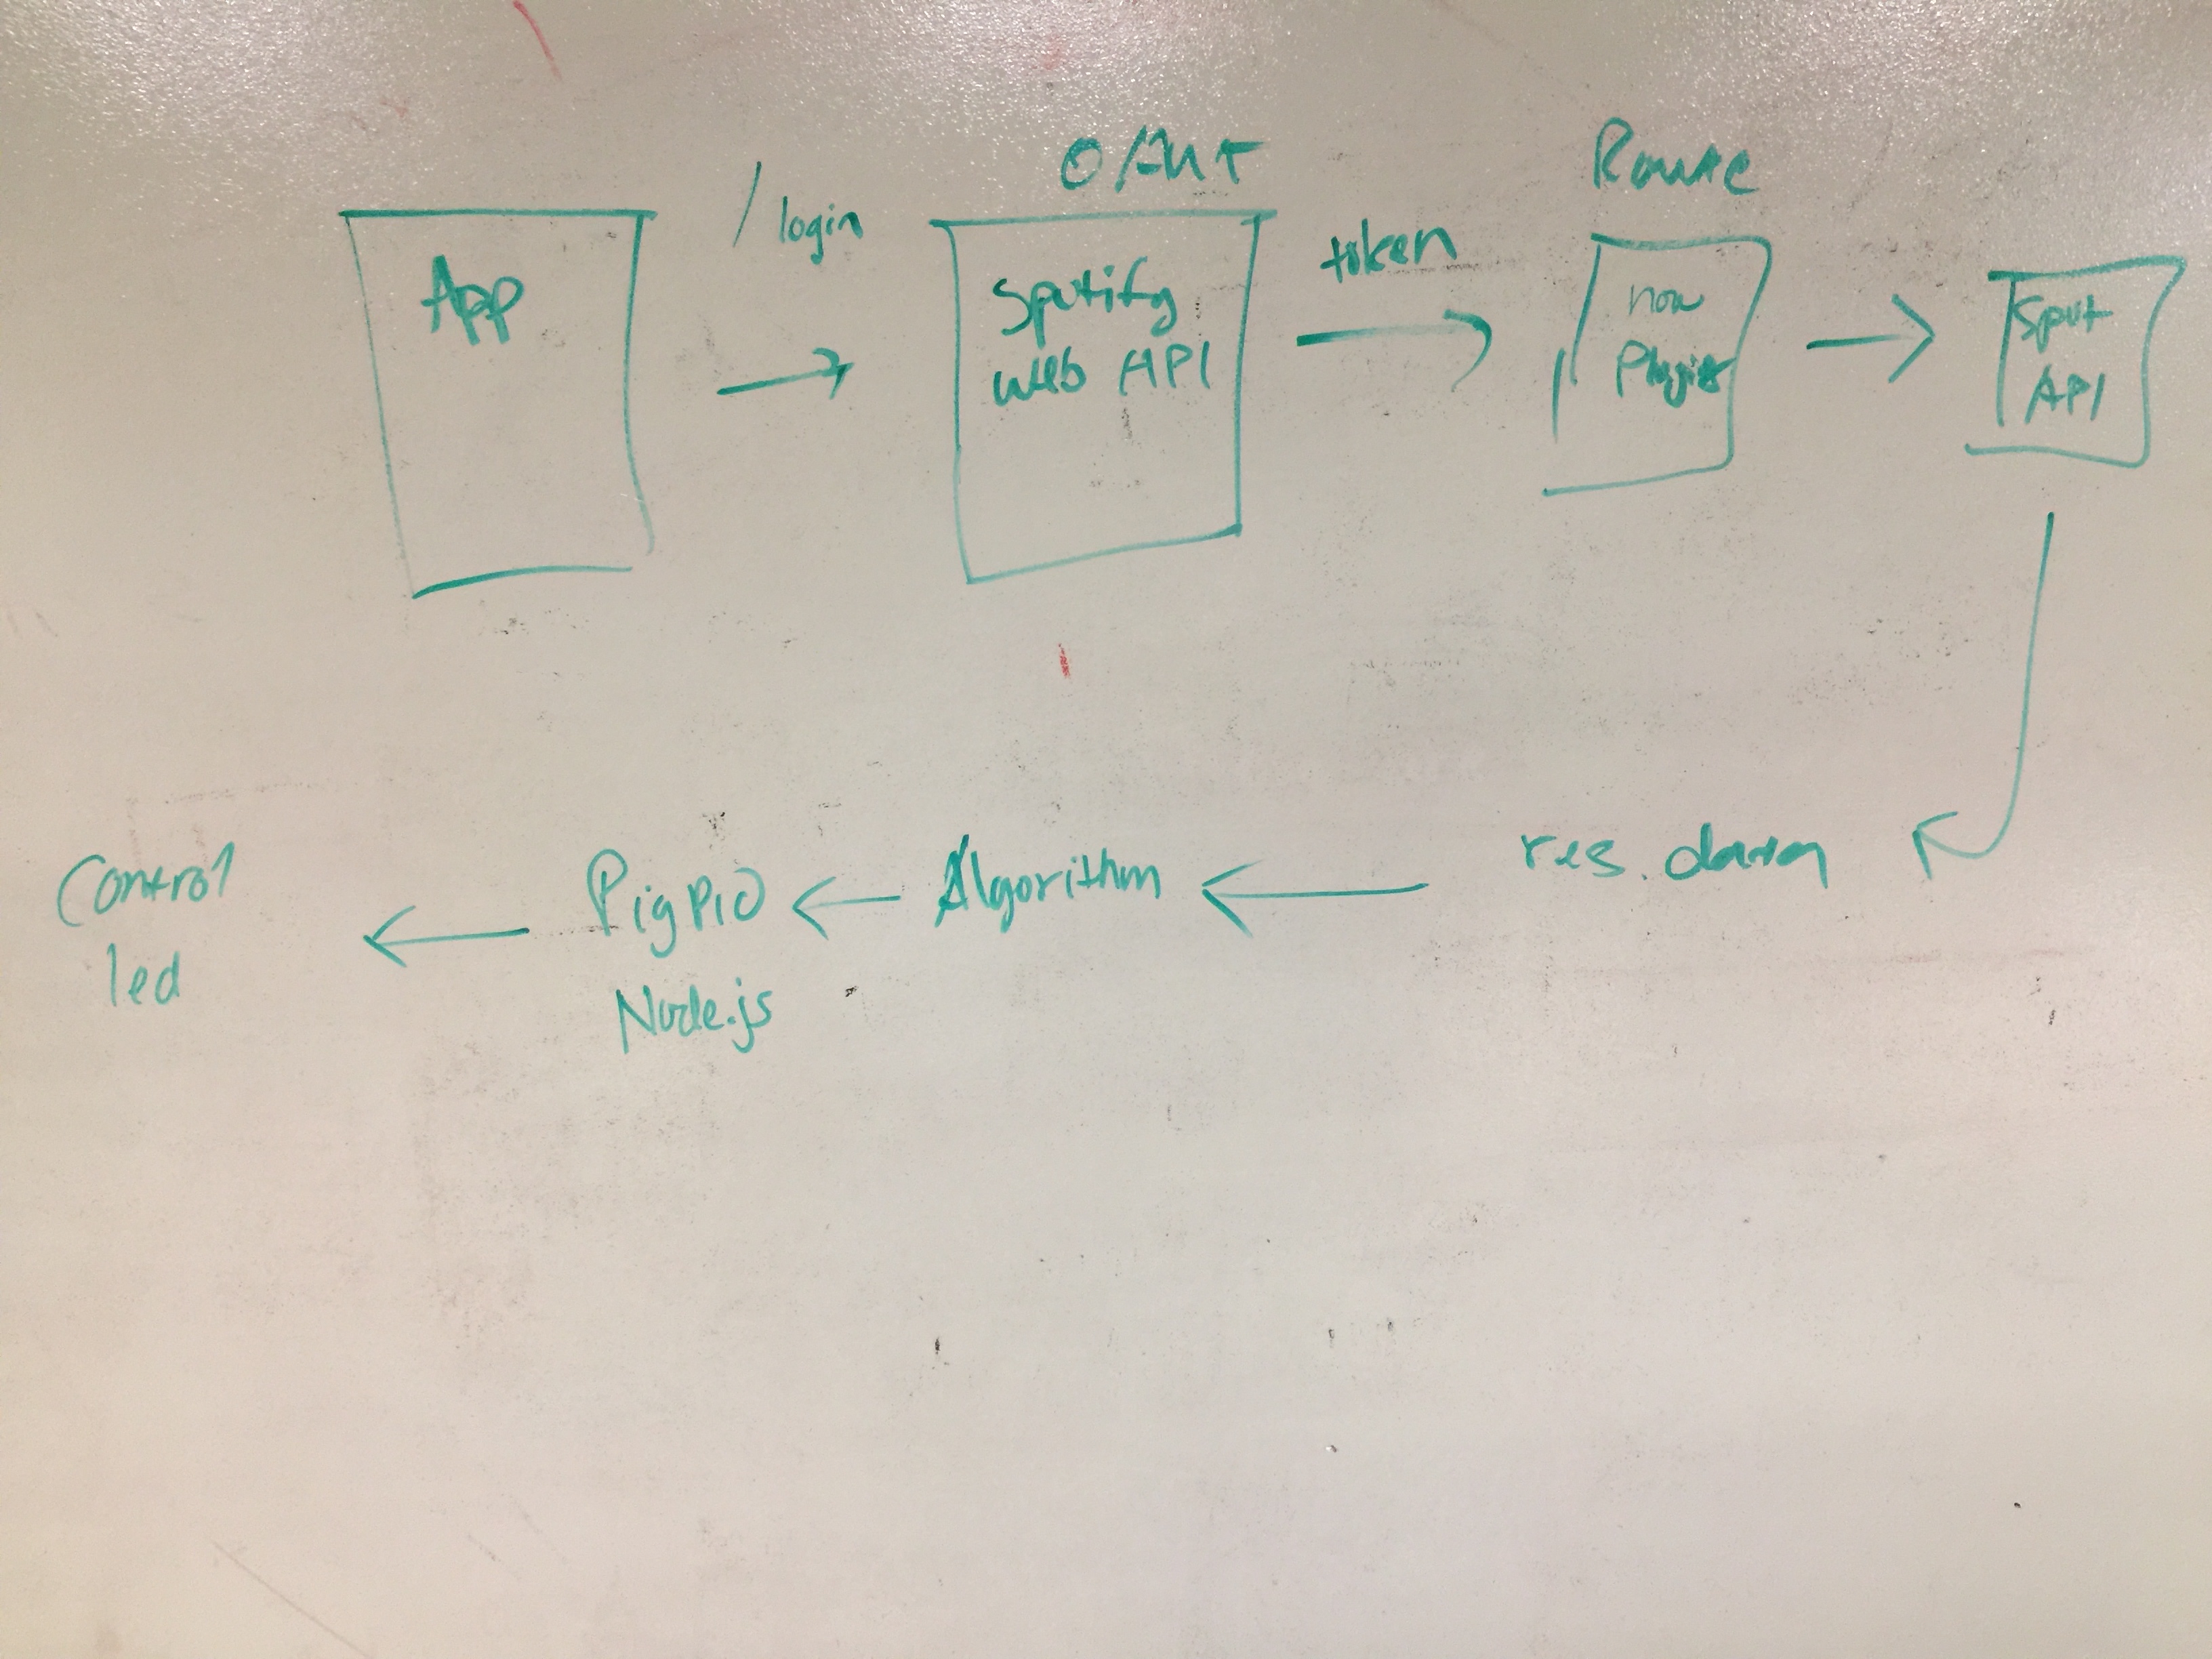 O/Aut
Route
/ login
token
App
Spotify
web API
now
Playing
Spot
API
res.data
Algorithm
PigPiO
Node.js
Control
led